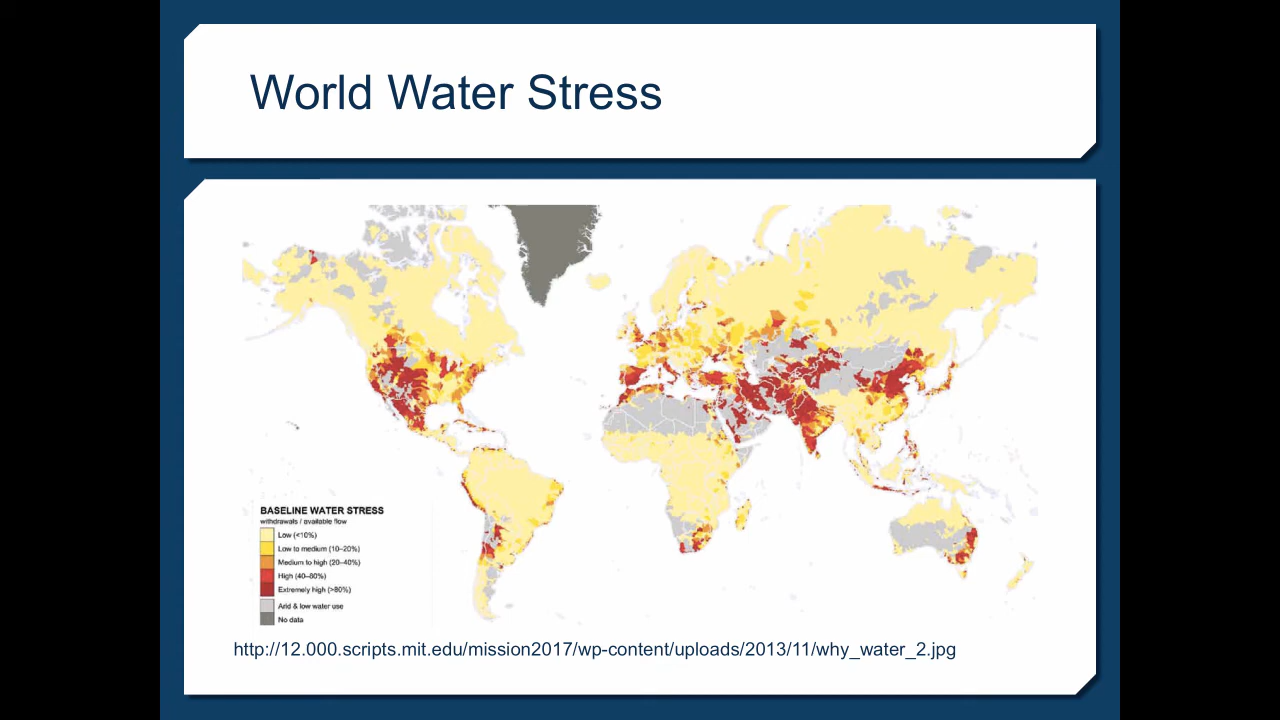 World Water Stress
BASELINE WATER STRESS
withdrawals / available flow
Low (<10%)
Low to medium (10–20%)
Medium to high (20–40%)
High (40–80%)
Extremely high (>80%)
Arid & low water use
No data
http://12.000.scripts.mit.edu/mission2017/wp-content/uploads/2013/11/why_water_2.jpg